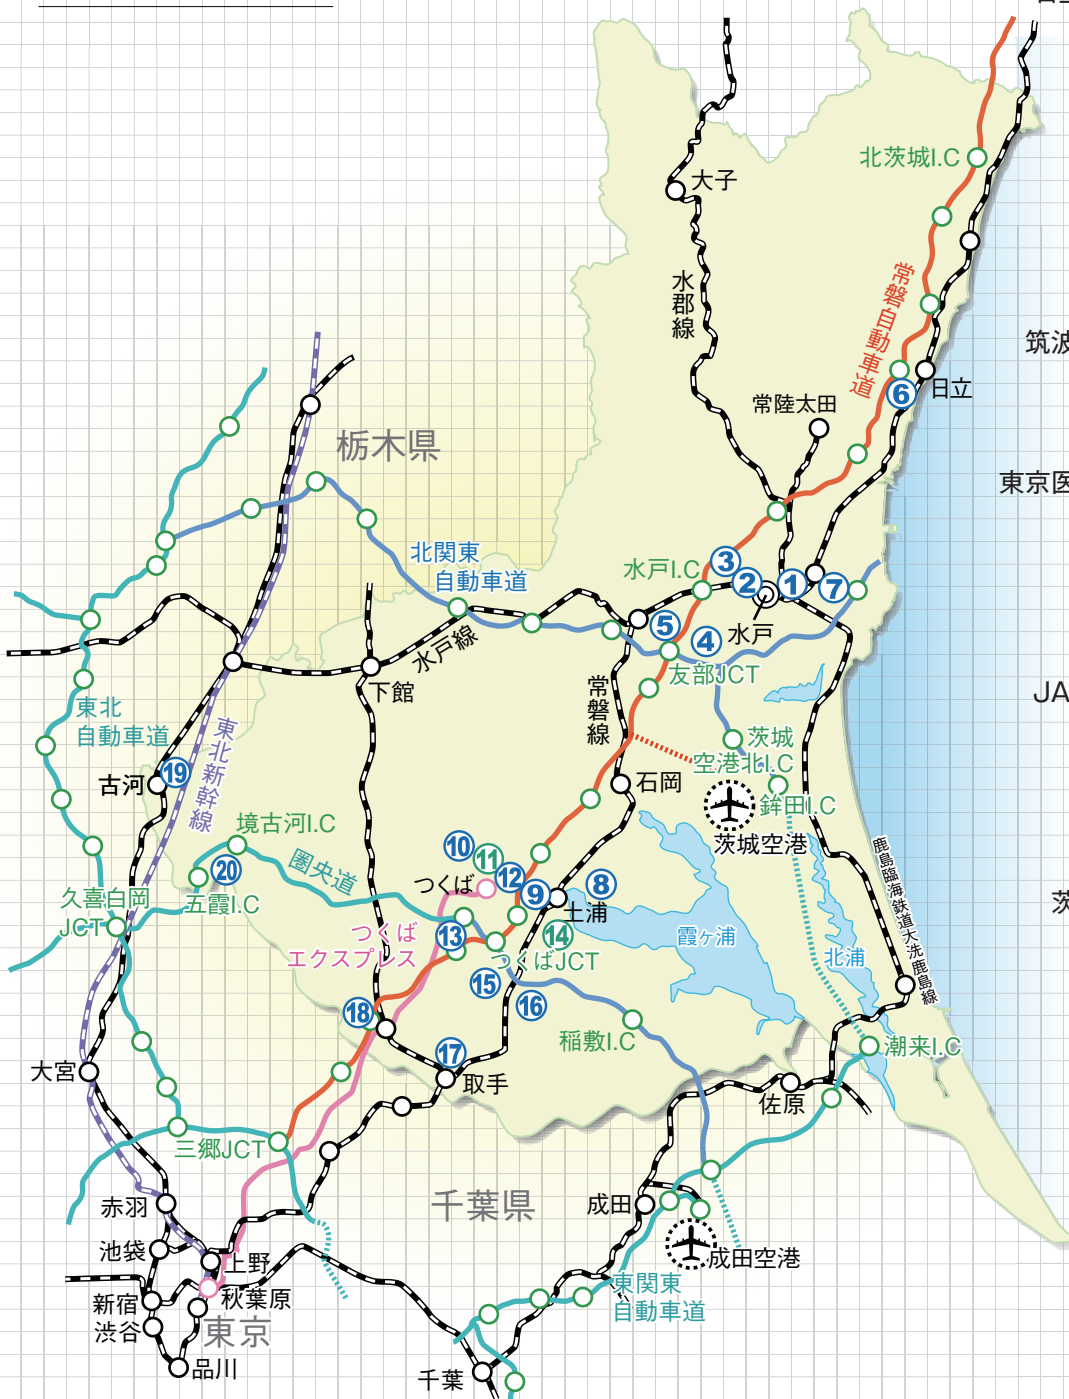 北茨城I.C
大子
水郡線
常磐自動車道
筑波
⑥
日立
常陸太田
栃木県
東京医
北関東
自動車道
水戸I.C
③
②
①
⑦
⑤
④
水戸
水戸線
友部JCT
下館
常磐線
JA
東北
自動車道
東北新幹線
茨城
空港北I.C
古河
⑲
石岡
鉾田I.C
茨城空港
境古河I.C
圏央道
⑩
⑪
⑫
つくば
⑨
⑧
土浦
⑳
五霞I.C
久喜白岡
JCT
鹿島臨海鉄道大洗鹿島線
茨
つくば
エクスプレス
⑬
⑭
つくばJCT
霞ヶ浦
北浦
⑮
⑯
⑱
稲敷I.C
潮来I.C
⑰
取手
大宮
佐原
三郷JCT
千葉県
赤羽
成田
池袋
上野
成田空港
新宿
秋葉原
東関東
自動車道
渋谷
東京
品川
千葉